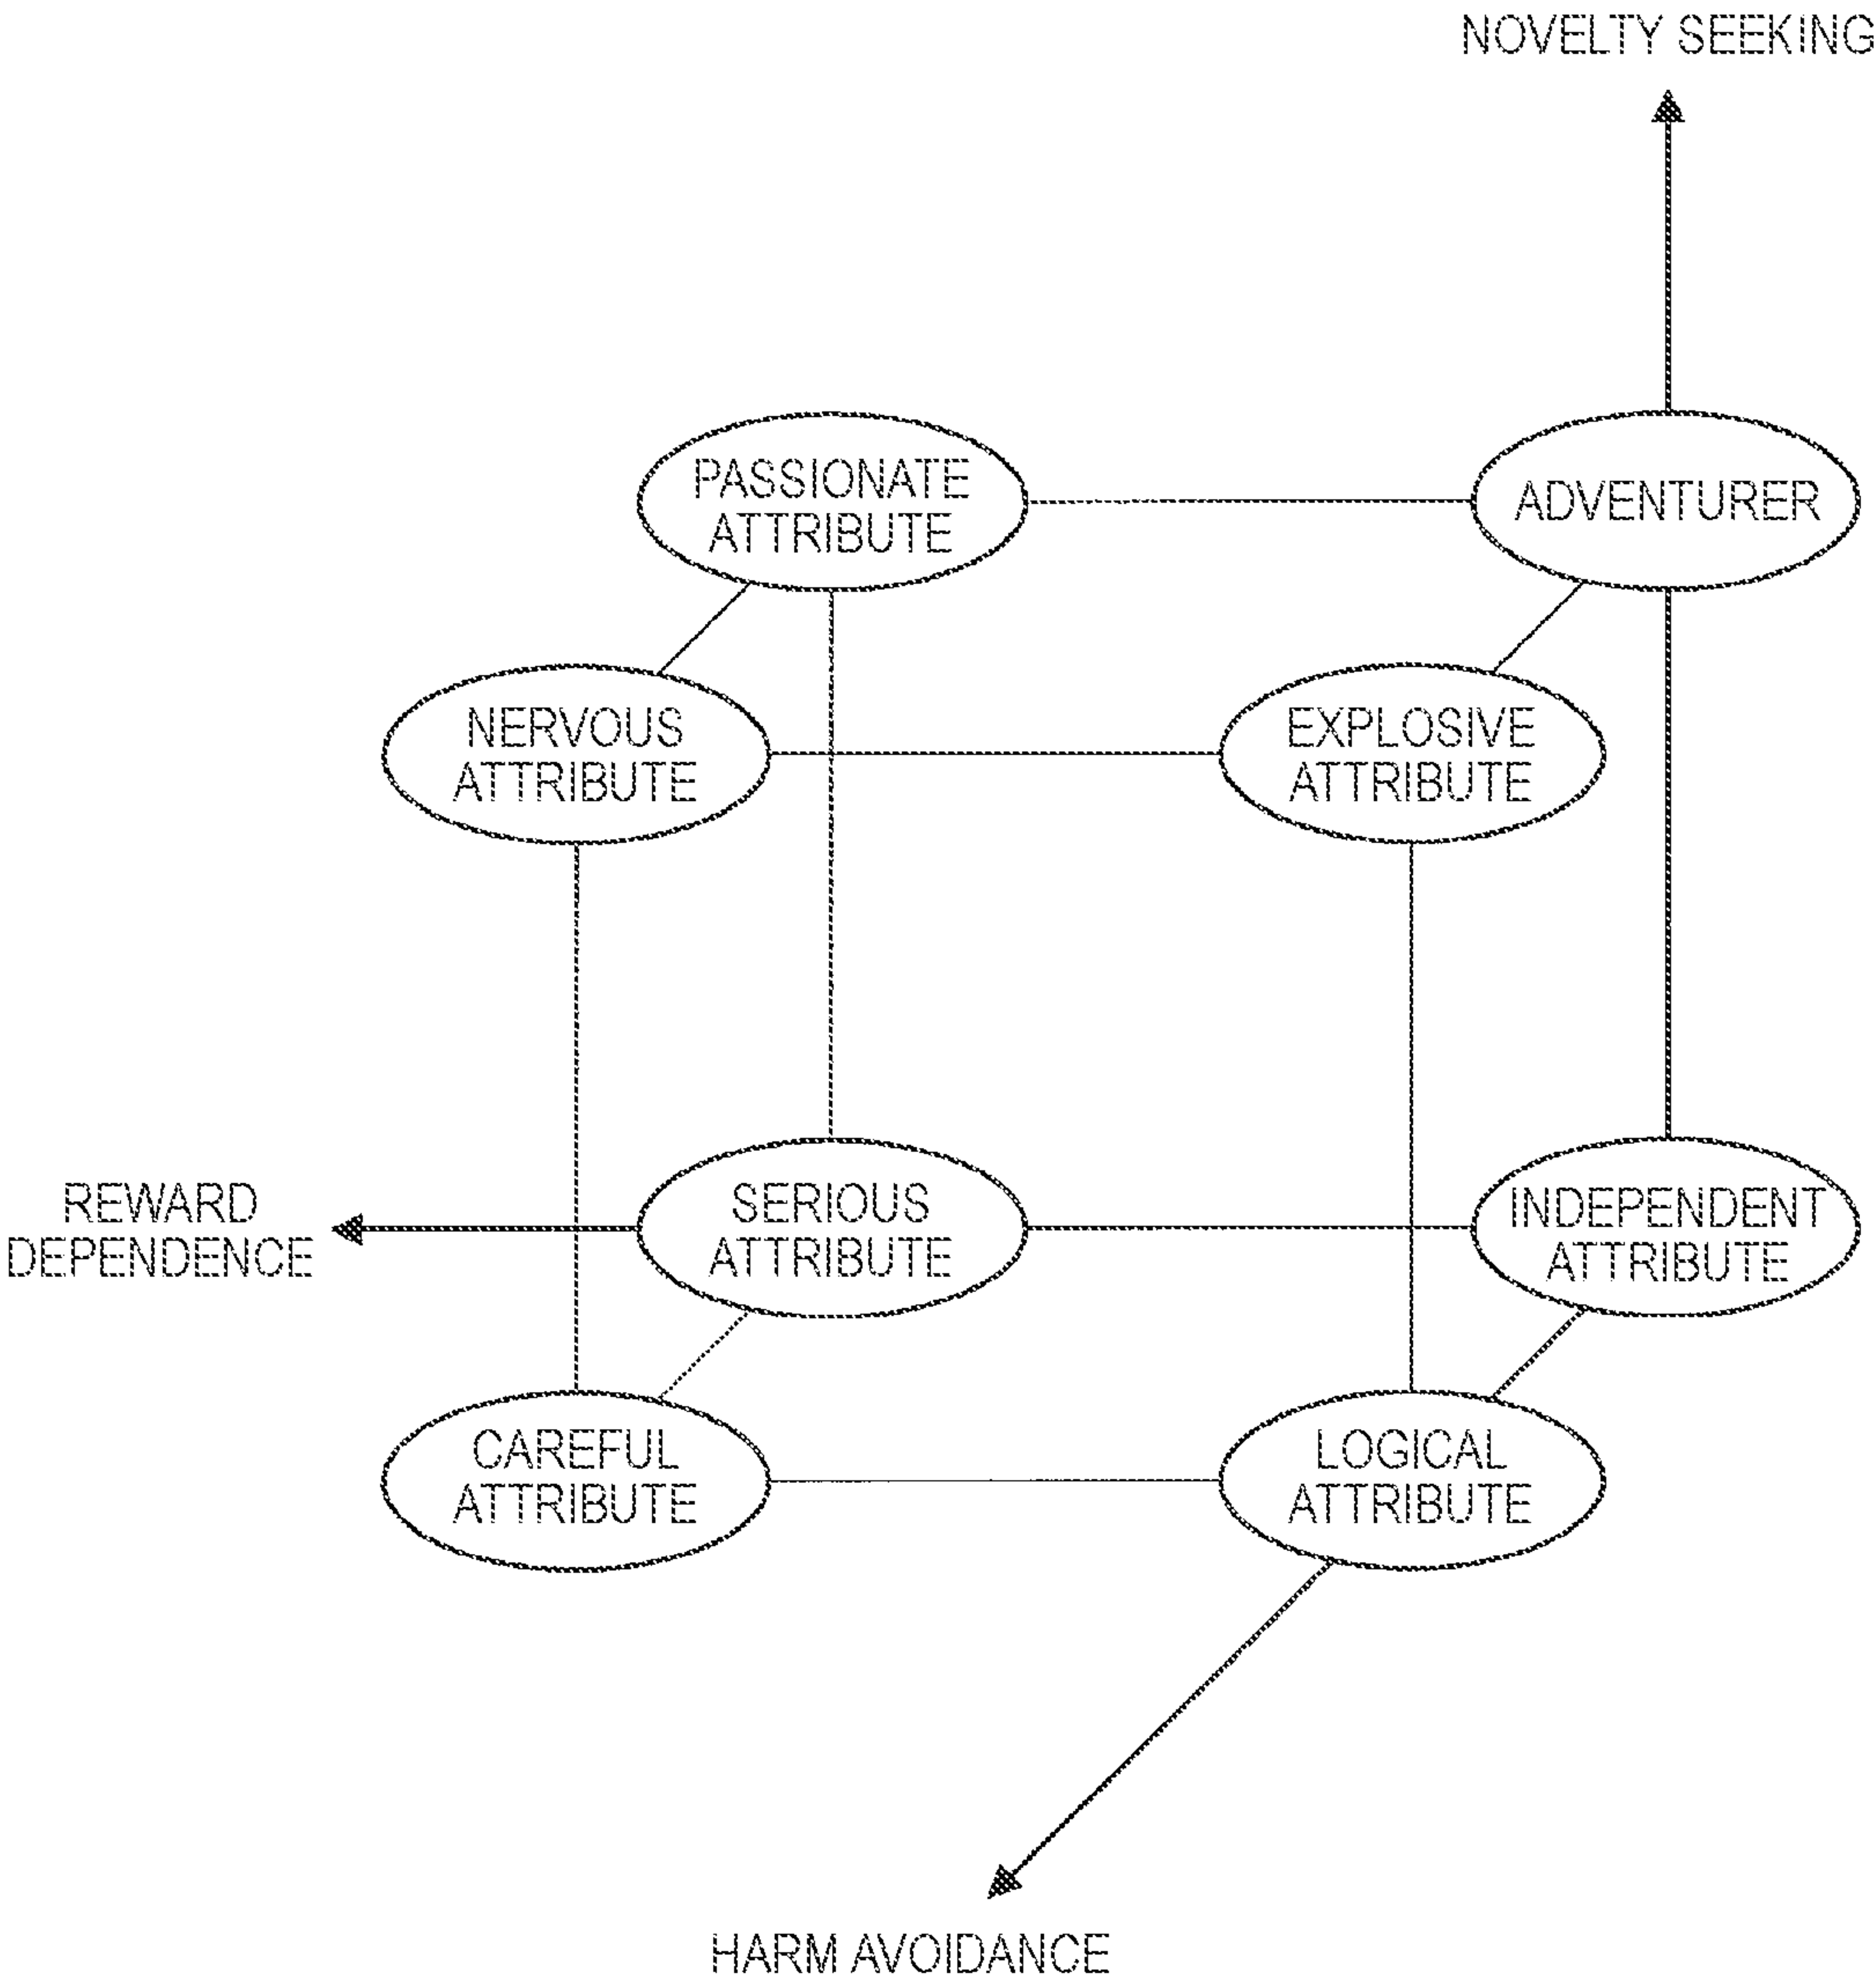 NOVELTY SEEKING
PASSIONATE
ATTRIBUTE
ADVENTURER
NERVOUS
ATTRIBUTE
EXPLOSIVE
ATTRIBUTE
REWARD
DEPENDENCE
SERIOUS
ATTRIBUTE
INDEPENDENT
ATTRIBUTE
CAREFUL
ATTRIBUTE
LOGICAL
ATTRIBUTE
HARM AVOIDANCE